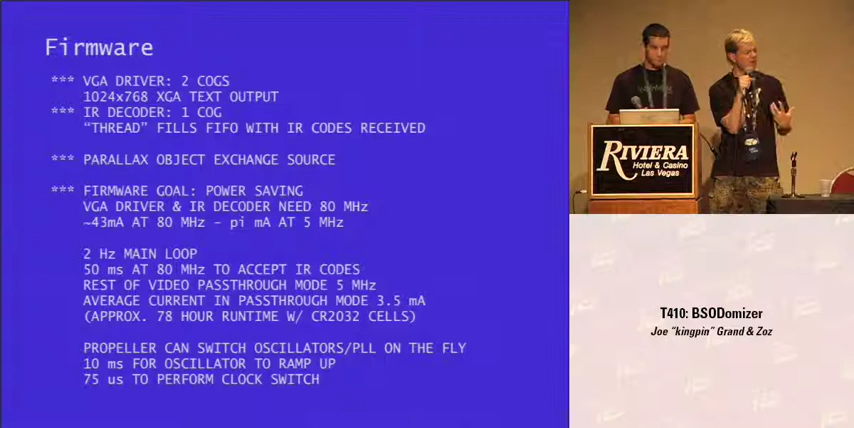 Firmware
*** VGA DRIVER: 2 COGS
1024x768 XGA TEXT OUTPUT
*** IR DECODER: 1 COG
“THREAD” FILLS FIFO WITH IR CODES RECEIVED
*** PARALLAX OBJECT EXCHANGE SOURCE
*** FIRMWARE GOAL: POWER SAVING
VGA DRIVER & IR DECODER NEED 80 MHz
~43mA AT 80 MHz - pi mA AT 5 MHz
2 Hz MAIN LOOP
50 ms AT 80 MHz TO ACCEPT IR CODES
REST OF VIDEO PASSTHROUGH MODE 5 MHz
AVERAGE CURRENT IN PASSTHROUGH MODE 3.5 mA
(APPROX. 78 HOUR RUNTIME W/ CR2032 CELLS)
PROPELLER CAN SWITCH OSCILLATORS/PLL ON THE FLY
10 ms FOR OSCILLATOR TO RAMP UP
75 us TO PERFORM CLOCK SWITCH
RIVIERA
Hotel & Casino
Las Vegas
T410: BSODomizer
Joe "kingpin" Grand & Zoz